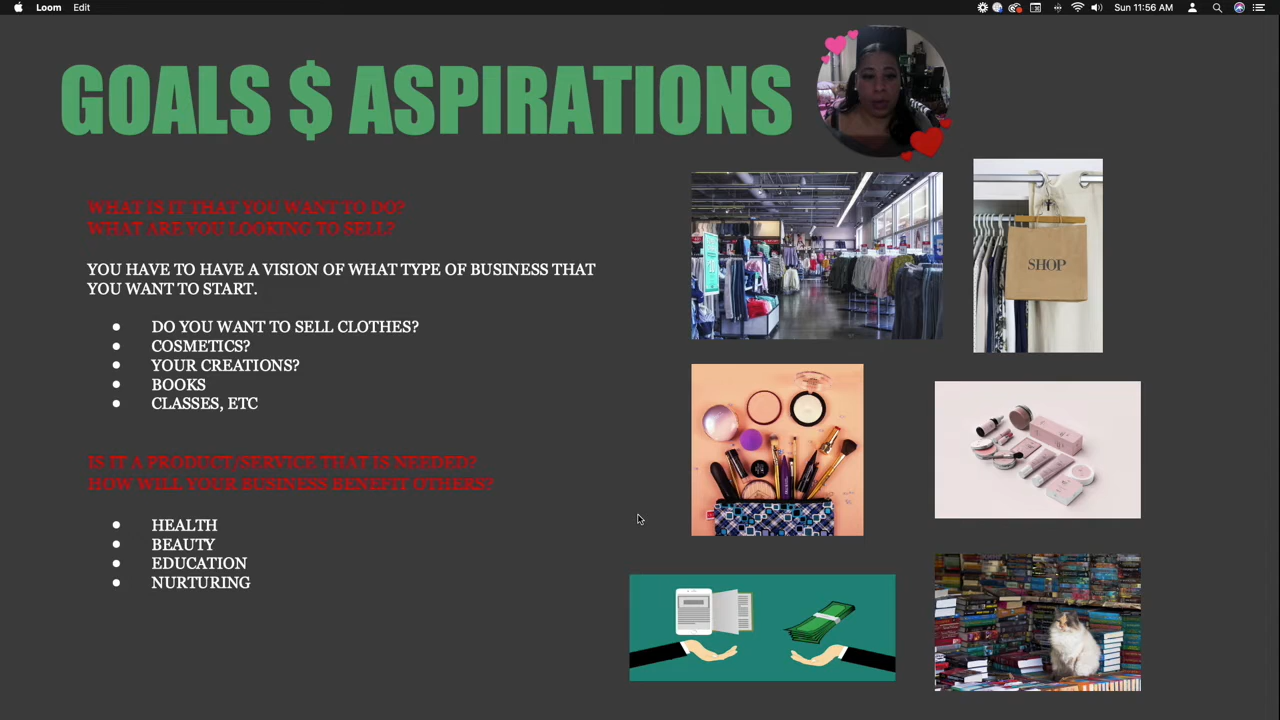 Loom Edit Sun 11:56 AM
GOALS $ ASPIRATIONS
WHAT IS IT THAT YOU WANT TO DO?
WHAT ARE YOU LOOKING TO SELL?
YOU HAVE TO HAVE A VISION OF WHAT TYPE OF BUSINESS THAT
YOU WANT TO START.
● DO YOU WANT TO SELL CLOTHES?
● COSMETICS?
● YOUR CREATIONS?
● BOOKS
● CLASSES, ETC
IS IT A PRODUCT/SERVICE THAT IS NEEDED?
HOW WILL YOUR BUSINESS BENEFIT OTHERS?
● HEALTH
● BEAUTY
● EDUCATION
● NURTURING
SHOP